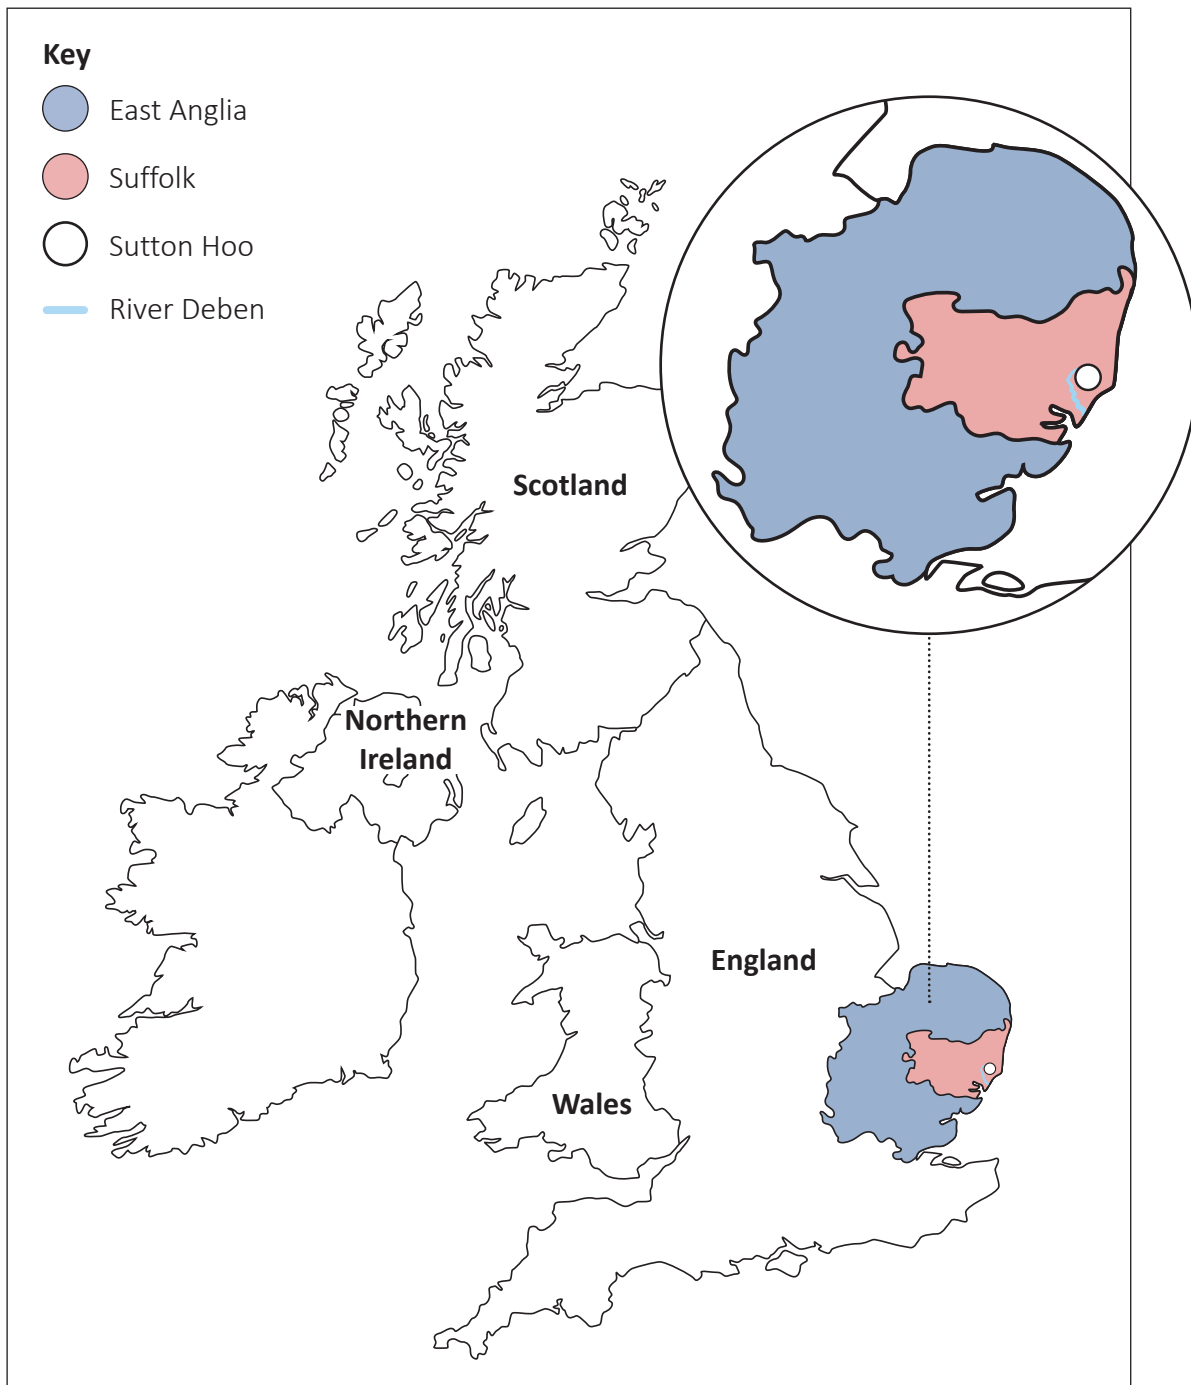 Key
East Anglia
Suffolk
Sutton Hoo
River Deben
Scotland
Northern
Ireland
England
Wales